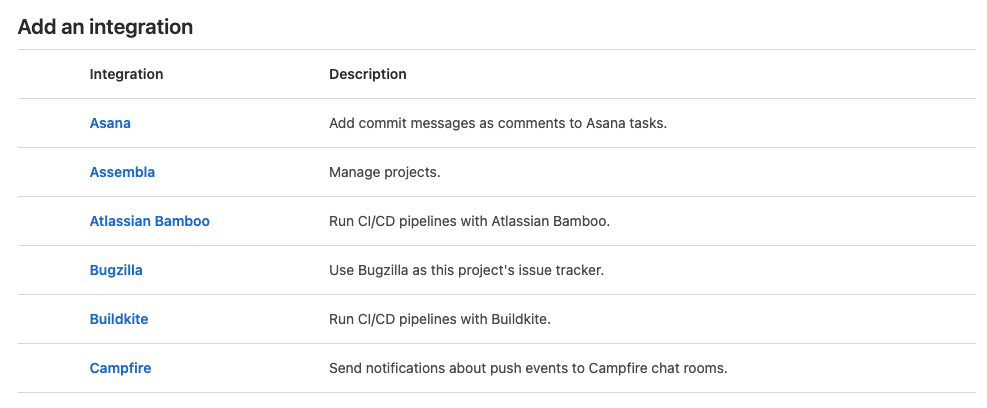 Add an integration
Integration Description
Asana Add commit messages as comments to Asana tasks.
Assembla Manage projects.
Atlassian Bamboo Run CI/CD pipelines with Atlassian Bamboo.
Bugzilla Use Bugzilla as this project's issue tracker.
Buildkite Run CI/CD pipelines with Buildkite.
Campfire Send notifications about push events to Campfire chat rooms.